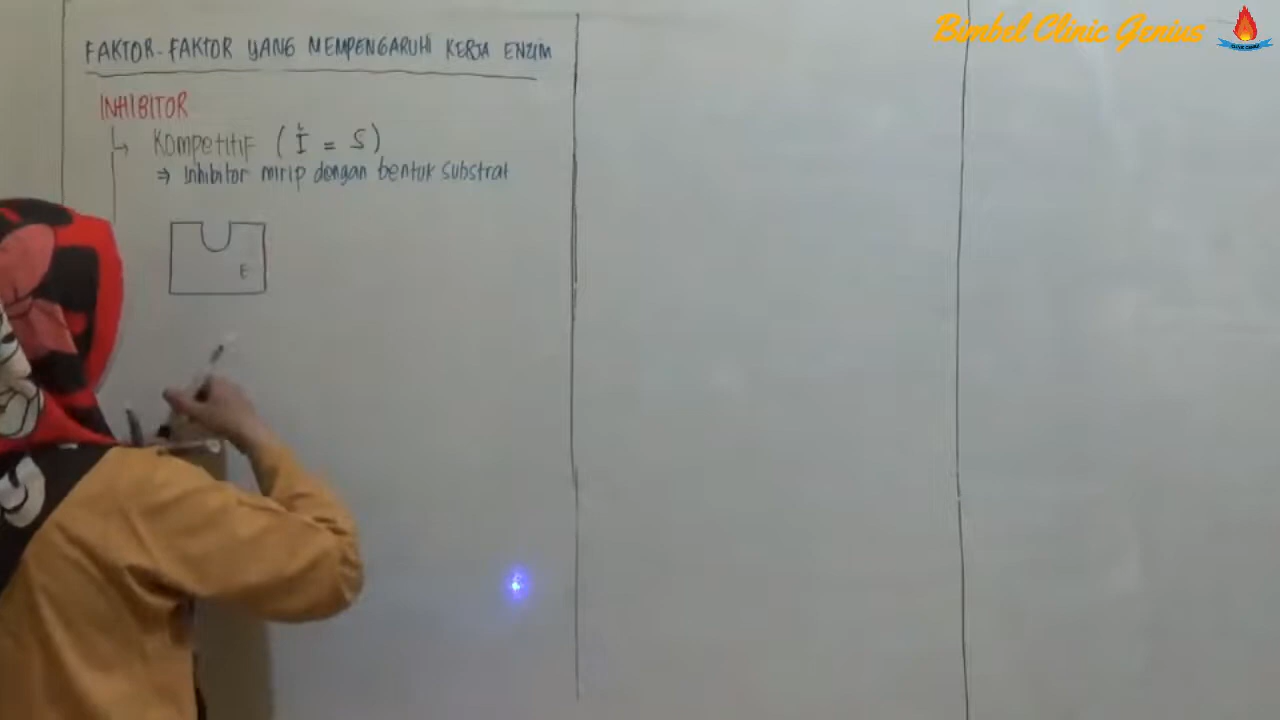 Bimbel Clinic Genius
FAKTOR-FAKTOR YANG MEMPENGARUHI KERJA ENZIM
INHIBITOR
↳ Kompetitif (I = S)
⇒ Inhibitor mirip dengan bentuk substrat
E